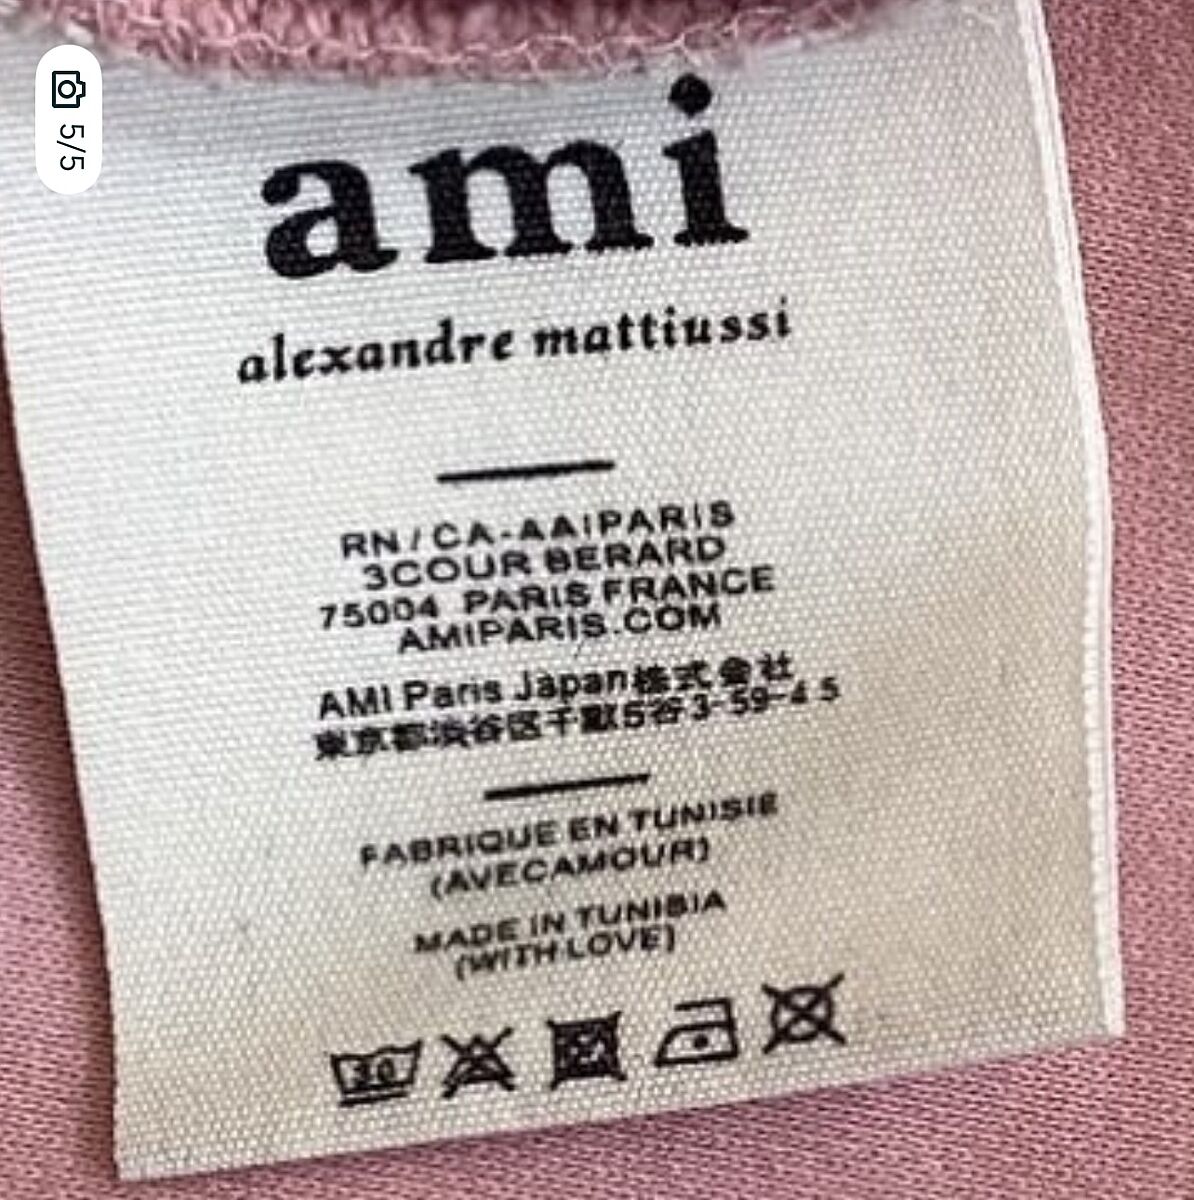 5/5
ami
alexandre mattiussi
RN / CA-AAIPARIS
3COUR BERARD
75004 PARIS FRANCE
AMIPARIS.COM
AMI Paris Japan株式会社
東京都渋谷区千駄5谷3-59-4 5
FABRIQUE EN TUNISIE
(AVECAMOUR)
MADE IN TUNIBIA
(WITH LOVE)
30